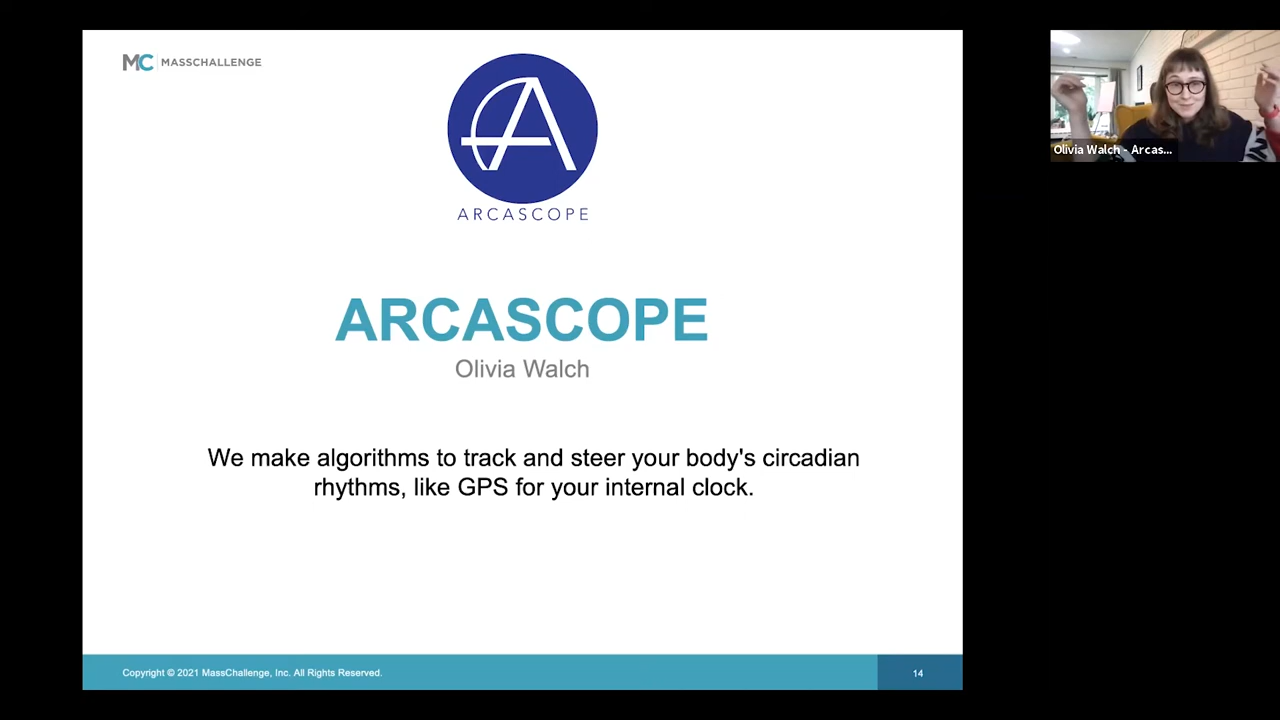 MC MASSCHALLENGE
ARCASCOPE
ARCASCOPE
Olivia Walch
We make algorithms to track and steer your body's circadian
rhythms, like GPS for your internal clock.
Copyright © 2021 MassChallenge, Inc. All Rights Reserved.
14
Olivia Walch - Arcas...